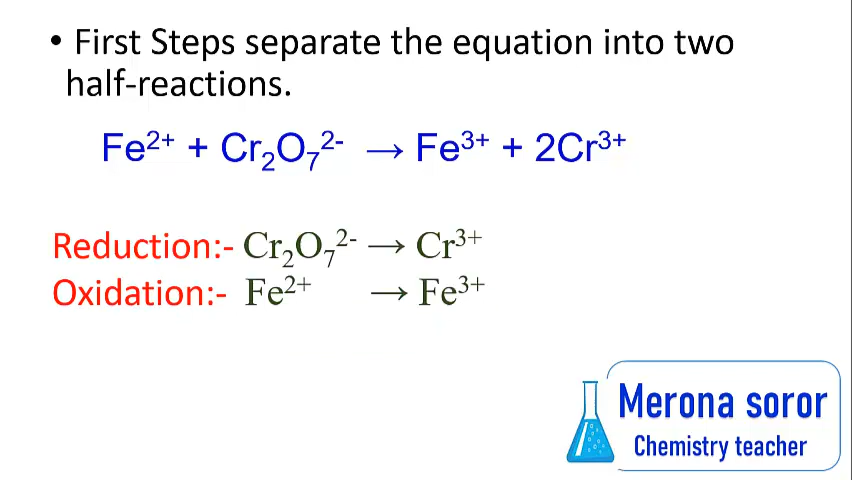 • First Steps separate the equation into two
half-reactions.
Fe²⁺ + Cr₂O₇²⁻ → Fe³⁺ + 2Cr³⁺
Reduction:- Cr₂O₇²⁻ → Cr³⁺
Oxidation:- Fe²⁺ → Fe³⁺
Merona soror
Chemistry teacher